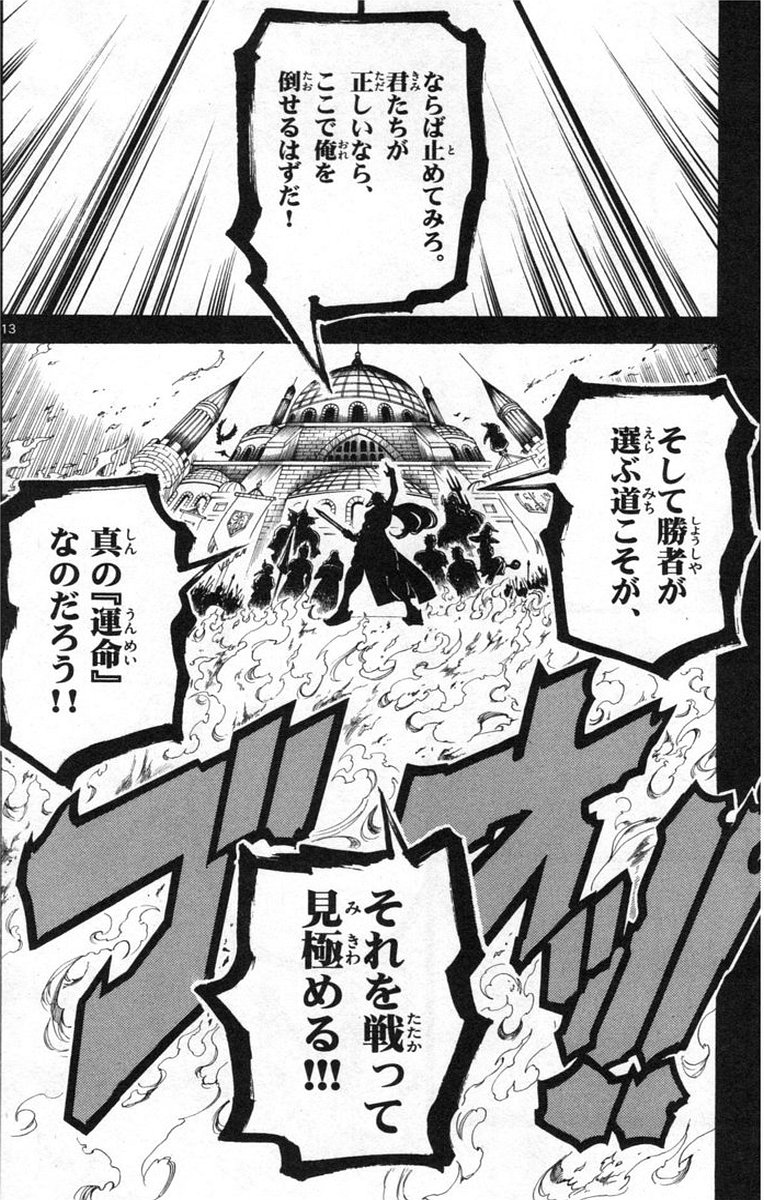 ならば止めてみろ。
君たちが
正しいなら、
ここで俺を
倒せるはずだ!
13
そして勝者が
選ぶ道こそが、
真の『運命』
なのだろう!!
それを戦って
見極める!!!